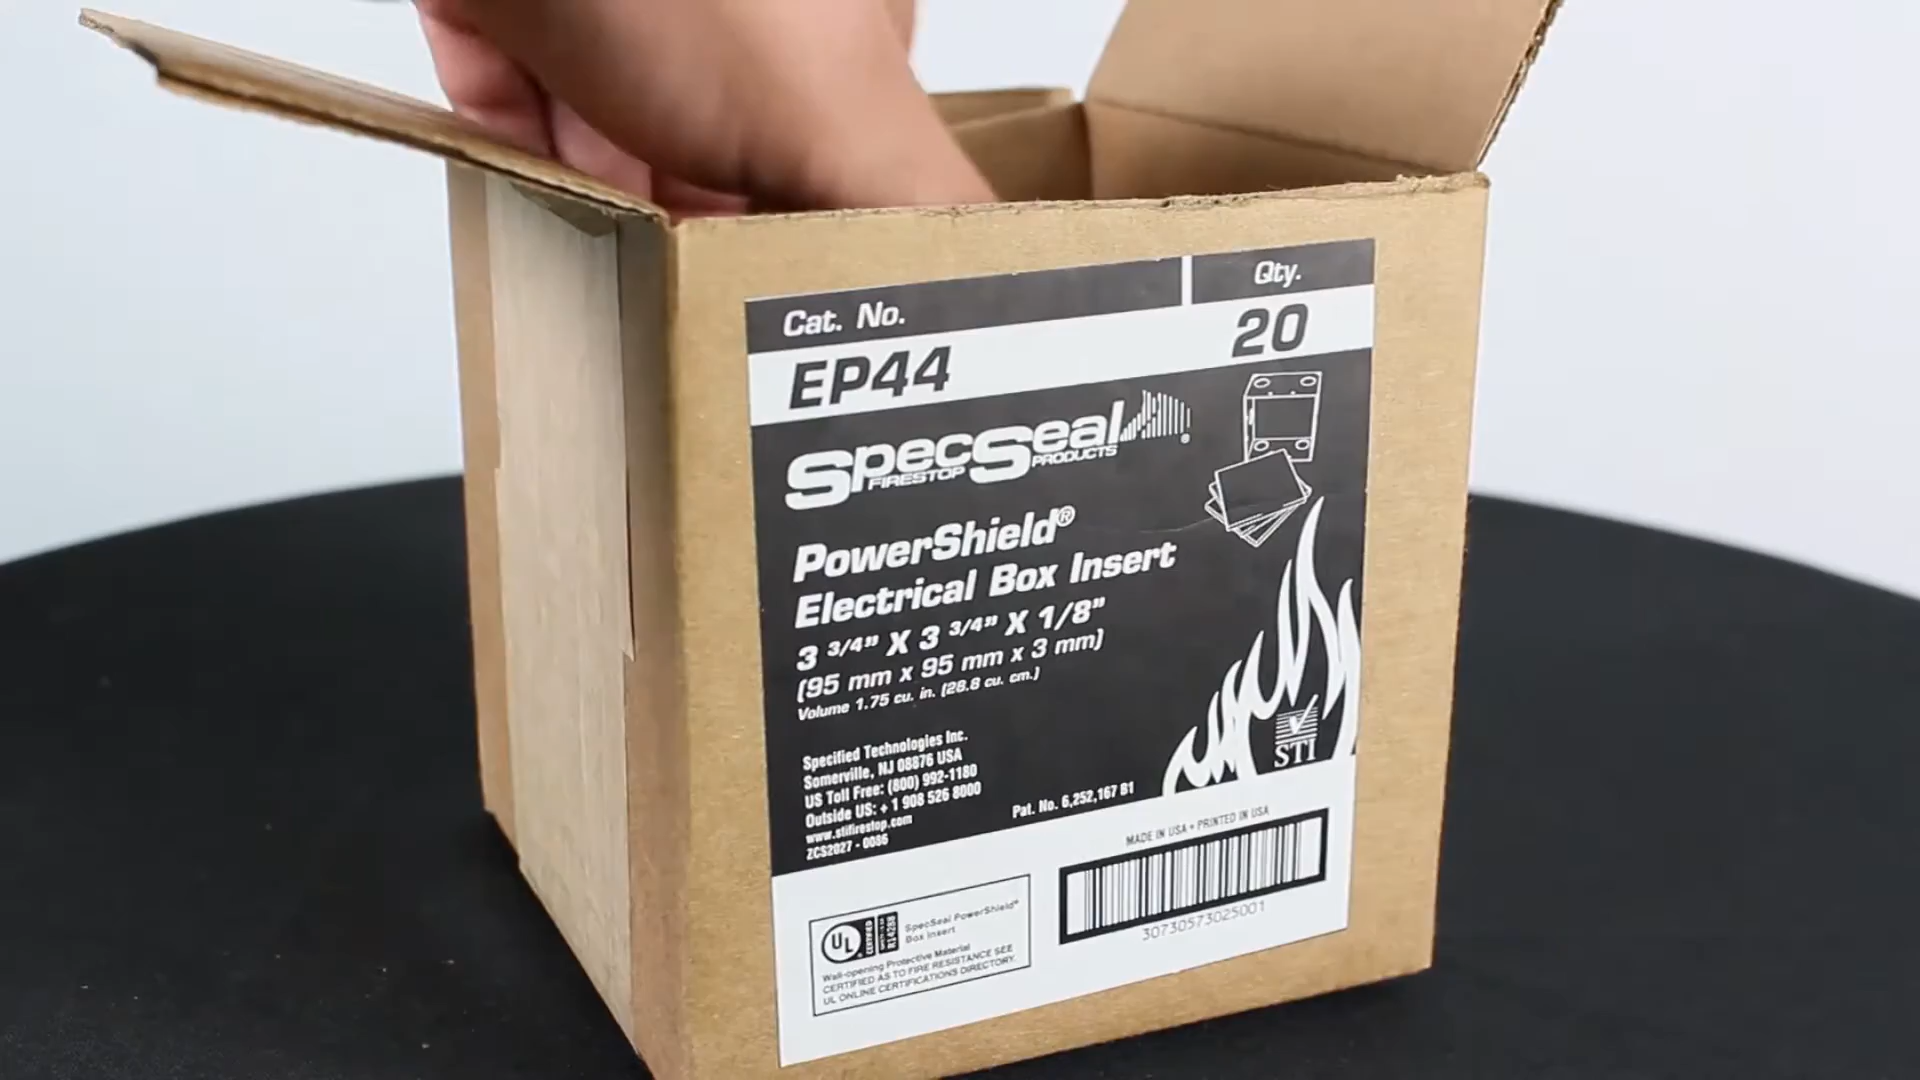 Cat. No.
Qty.
EP44
20
SpecSeal®
FIRESTOP PRODUCTS
PowerShield®
Electrical Box Insert
3 3/4” X 3 3/4” X 1/8”
(95 mm x 95 mm x 3 mm)
Volume 1.75 cu. in. (28.8 cu. cm.)
Specified Technologies Inc.
Somerville, NJ 08876 USA
US Toll Free: (800) 992-1180
Outside US: + 1 908 526 8000
www.stifirestop.com
ZCS2027 - 0086
Pat. No. 6,252,167 B1
STI
MADE IN USA • PRINTED IN USA
30730573025001
UL
CERTIFIED
R14288
SpecSeal PowerShield®
Box Insert
Wall-opening Protective Material
CERTIFIED AS TO FIRE RESISTANCE SEE
UL ONLINE CERTIFICATIONS DIRECTORY.